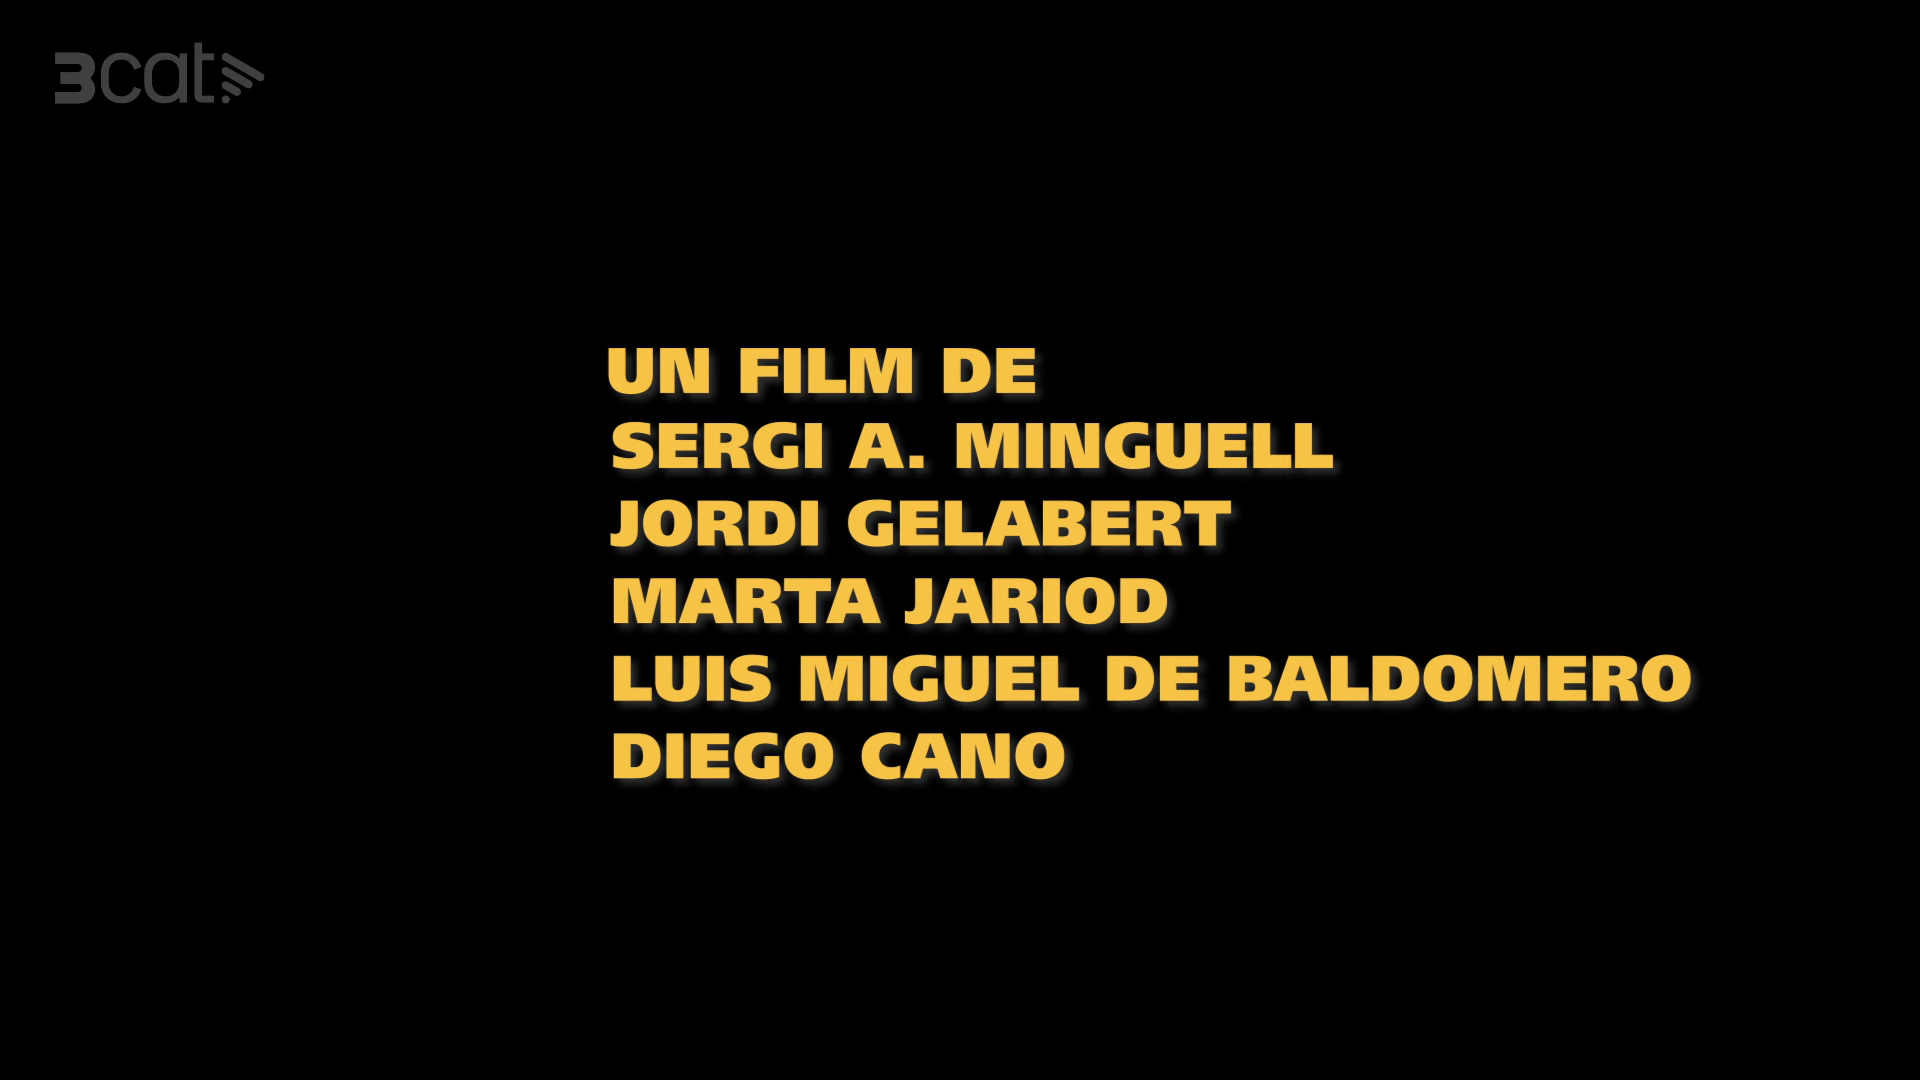 3cat
UN FILM DE
SERGI A. MINGUELL
JORDI GELABERT
MARTA JARIOD
LUIS MIGUEL DE BALDOMERO
DIEGO CANO